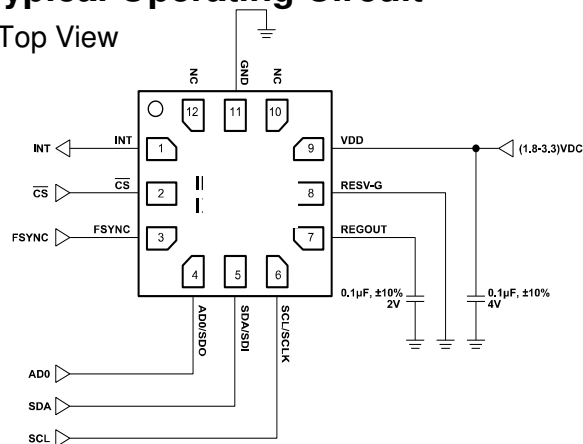 Typical Operating Circuit
Top View
NC
GND
NC
12
11
10
INT
INT
1
9
VDD
(1.8-3.3)VDC
CS
CS
2
8
RESV-G
FSYNC
FSYNC
3
7
REGOUT
4
5
6
0.1µF, ±10%
2V
0.1µF, ±10%
4V
AD0/SDO
SDA/SDI
SCL/SCLK
AD0
SDA
SCL